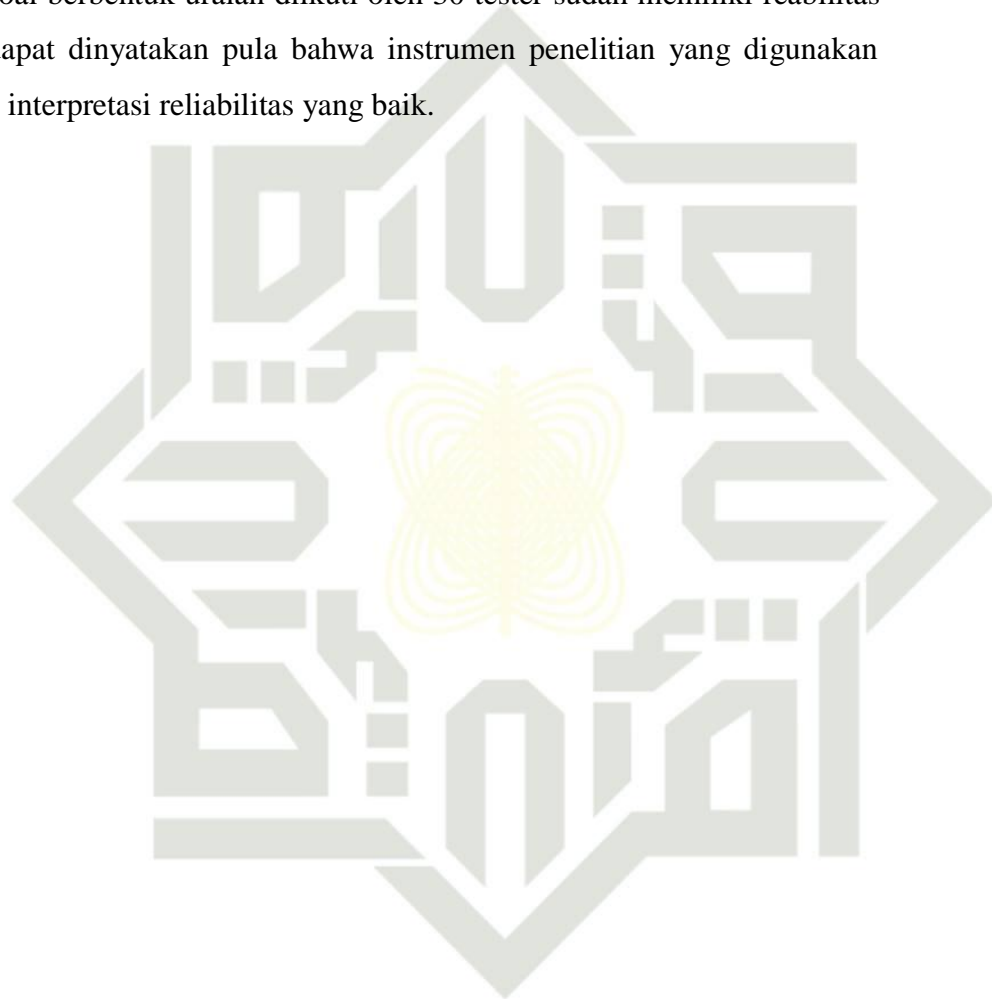 berbentuk uraian diikuti oleh 30 tester sudah memiliki reabilitas
dapat dinyatakan pula bahwa instrumen penelitian yang digunakan
interpretasi reliabilitas yang baik.